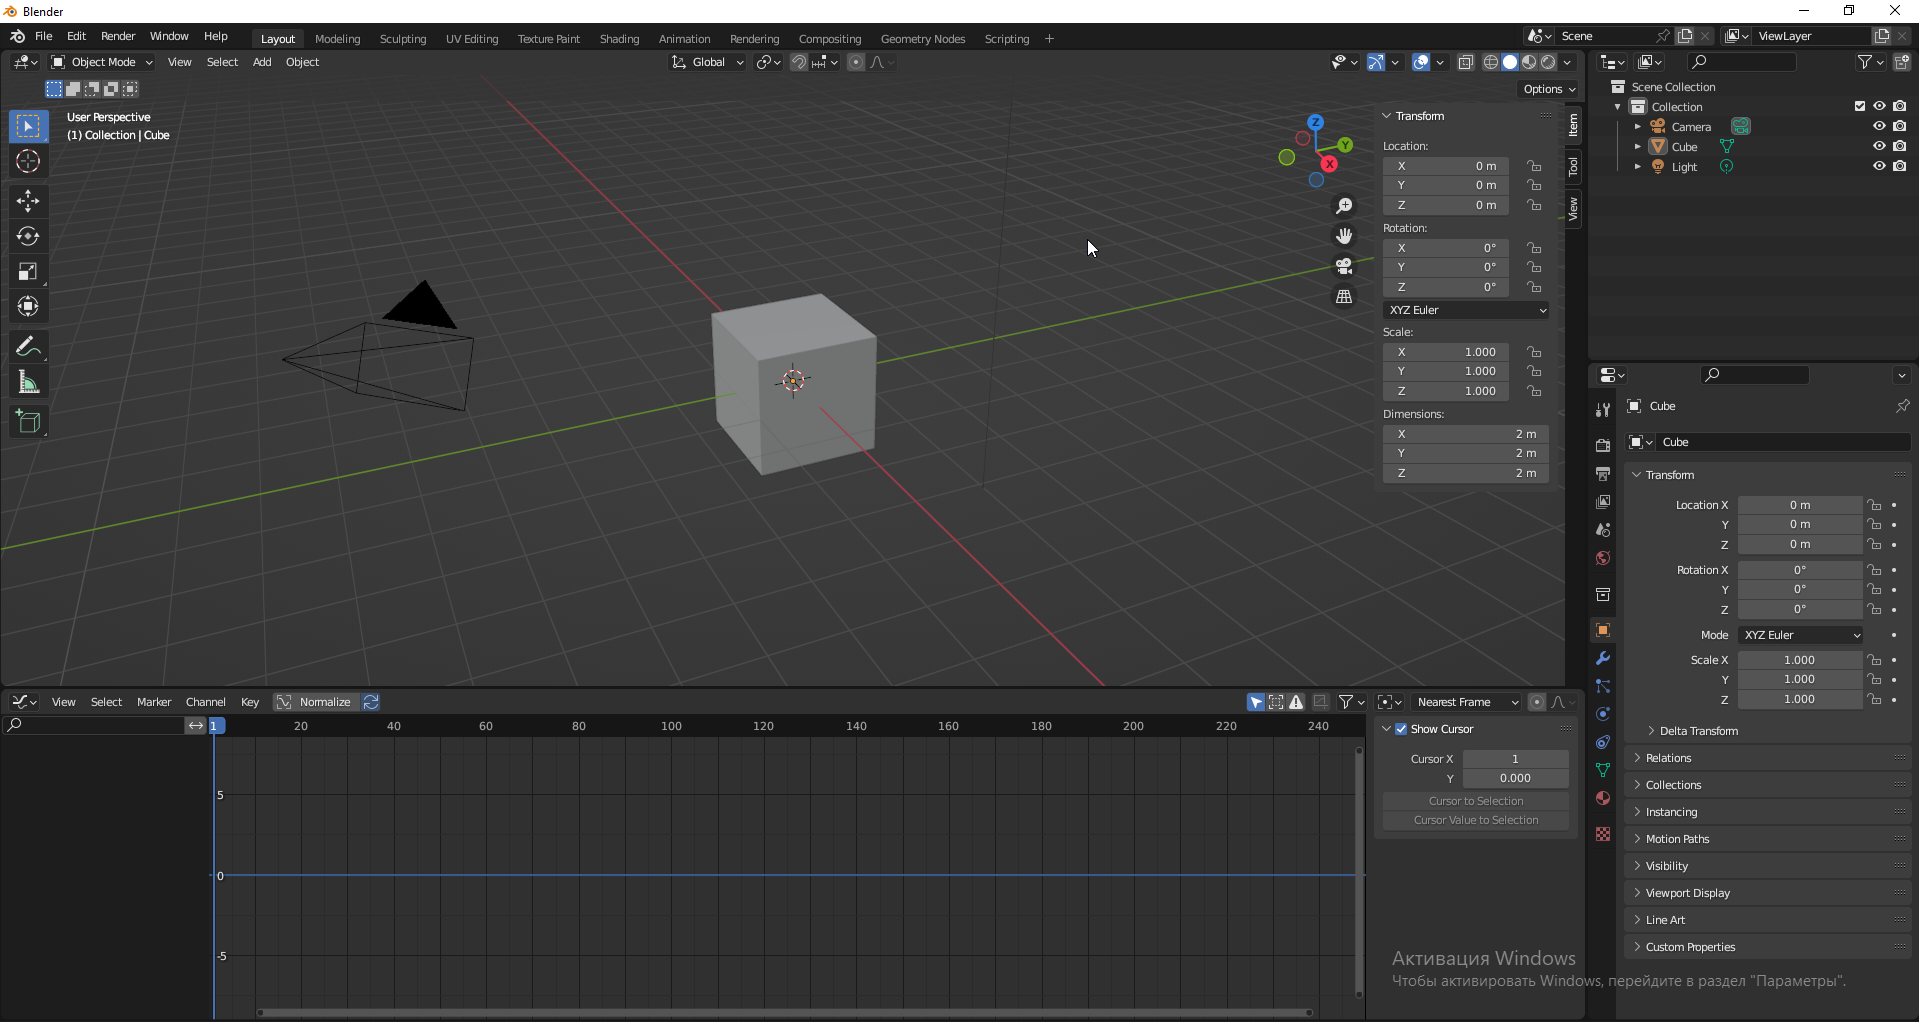 Blender
File Edit Render Window Help Layout Modeling Sculpting UV Editing Texture Paint Shading Animation Rendering Compositing Geometry Nodes Scripting + Scene ViewLayer
Object Mode View Select Add Object Global
Options
User Perspective
(1) Collection | Cube
Z
Y
X
Transform
Location:
X 0 m
Y 0 m
Z 0 m
Rotation:
X 0°
Y 0°
Z 0°
XYZ Euler
Scale:
X 1.000
Y 1.000
Z 1.000
Dimensions:
X 2 m
Y 2 m
Z 2 m
Item
Tool
View
Scene Collection
Collection
Camera
Cube
Light
Cube
Cube
Transform
Location X 0 m
Y 0 m
Z 0 m
Rotation X 0°
Y 0°
Z 0°
Mode XYZ Euler
Scale X 1.000
Y 1.000
Z 1.000
Delta Transform
Relations
Collections
Instancing
Motion Paths
Visibility
Viewport Display
Line Art
Custom Properties
View Select Marker Channel Key Normalize Nearest Frame
1 20 40 60 80 100 120 140 160 180 200 220 240
5
0
-5
Show Cursor
Cursor X 1
Y 0.000
Cursor to Selection
Cursor Value to Selection
Активация Windows
Чтобы активировать Windows, перейдите в раздел "Параметры".